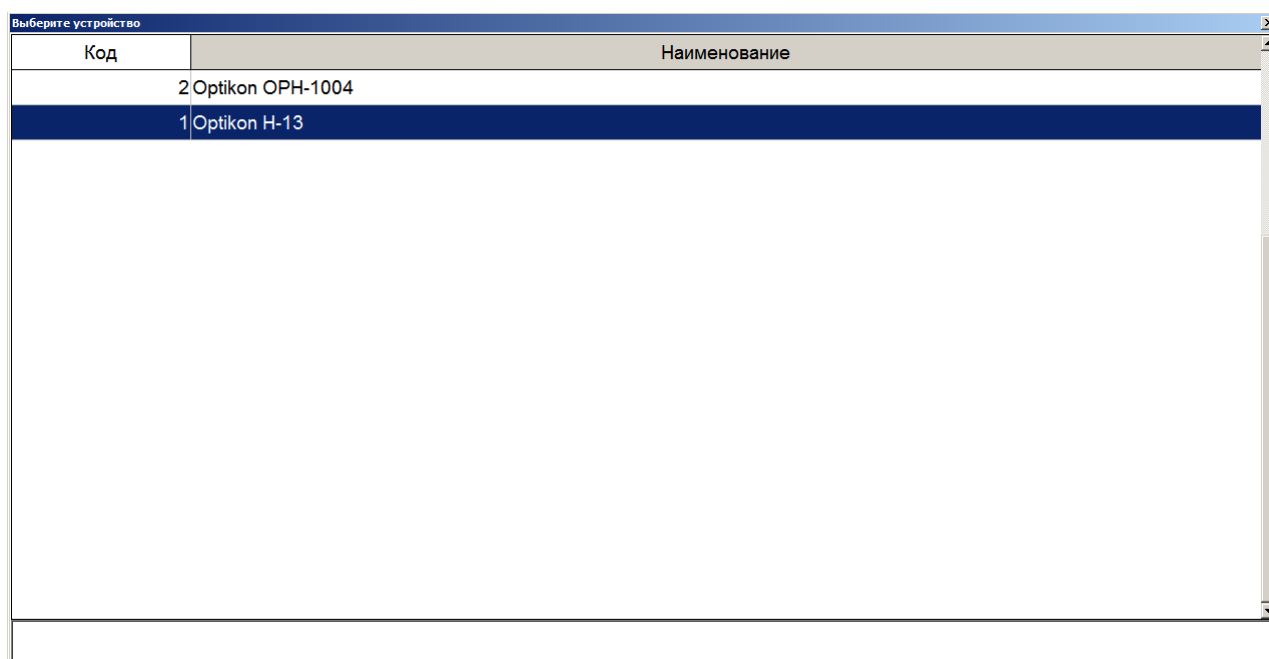 Выберите устройство
Код Наименование
2 Optikon OPH-1004
1 Optikon H-13